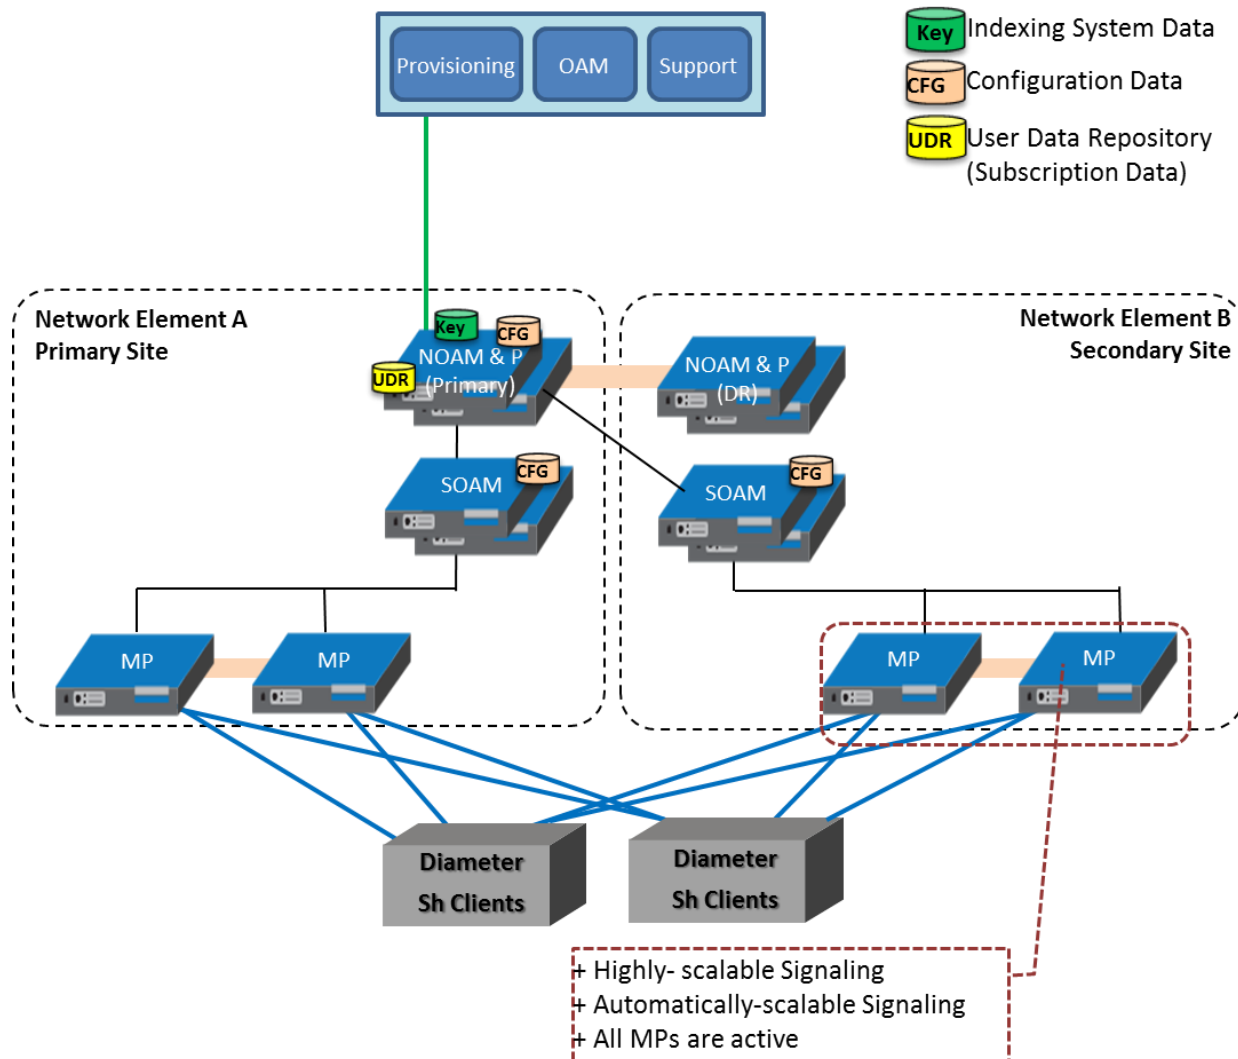 Provisioning
OAM
Support
Key
Indexing System Data
CFG
Configuration Data
UDR
User Data Repository
(Subscription Data)
Network Element A
Primary Site
Key
CFG
UDR
NOAM & P
(Primary)
NOAM & P
(DR)
Network Element B
Secondary Site
CFG
SOAM
CFG
SOAM
MP
MP
MP
MP
Diameter
Sh Clients
Diameter
Sh Clients
+ Highly- scalable Signaling
+ Automatically-scalable Signaling
+ All MPs are active